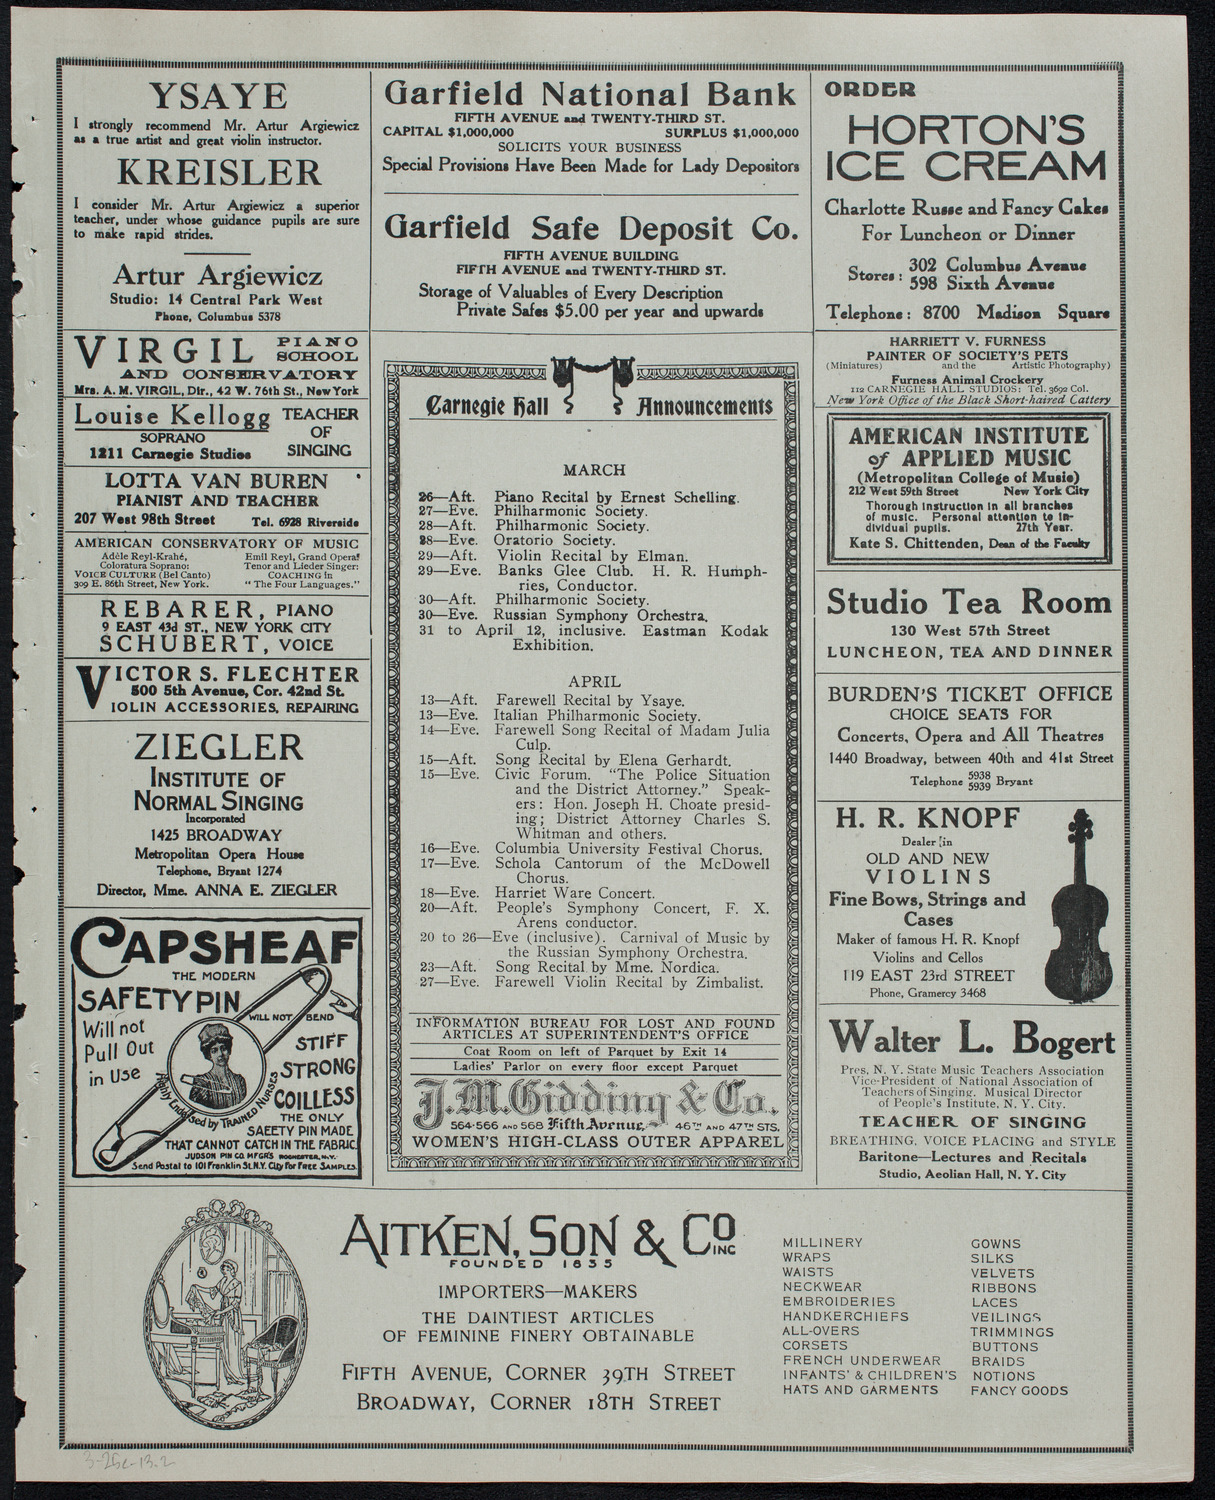 YSAYE
I strongly recommend Mr. Artur Argiewicz
as a true artist and great violin instructor.
KREISLER
I consider Mr. Artur Argiewicz a superior
teacher, under whose guidance pupils are sure
to make rapid strides.
Artur Argiewicz
Studio: 14 Central Park West
Phone, Columbus 5378
VIRGIL PIANO
SCHOOL
AND CONSERVATORY
Mrs. A. M. VIRGIL, Dir., 42 W. 76th St., New York
Louise Kellogg TEACHER
SOPRANO OF
1211 Carnegie Studios SINGING
LOTTA VAN BUREN
PIANIST AND TEACHER
207 West 98th Street Tel. 6928 Riverside
AMERICAN CONSERVATORY OF MUSIC
Adèle Reyl-Krahé, Emil Reyl, Grand Opera
Coloratura Soprano: Tenor and Lieder Singer:
VOICE CULTURE (Bel Canto) COACHING in
309 E. 86th Street, New York. "The Four Languages."
REBARER, PIANO
9 EAST 43d ST., NEW YORK CITY
SCHUBERT, VOICE
VICTOR S. FLECHTER
500 5th Avenue, Cor. 42nd St.
VIOLIN ACCESSORIES, REPAIRING
ZIEGLER
INSTITUTE OF
NORMAL SINGING
Incorporated
1425 BROADWAY
Metropolitan Opera House
Telephone, Bryant 1274
Director, Mme. ANNA E. ZIEGLER
CAPSHEAF
THE MODERN
SAFETY PIN
WILL NOT BEND
Will not
Pull Out
in Use
STIFF
STRONG
COILLESS
Highly Endorsed by TRAINED NURSES
THE ONLY
SAFETY PIN MADE
THAT CANNOT CATCH IN THE FABRIC.
JUDSON PIN CO. MFGRS ROCHESTER, N.Y.
Send Postal to 101 Franklin St. N.Y. City For FREE SAMPLES.
Garfield National Bank
FIFTH AVENUE and TWENTY-THIRD ST.
CAPITAL $1,000,000 SURPLUS $1,000,000
SOLICITS YOUR BUSINESS
Special Provisions Have Been Made for Lady Depositors
Garfield Safe Deposit Co.
FIFTH AVENUE BUILDING
FIFTH AVENUE and TWENTY-THIRD ST.
Storage of Valuables of Every Description
Private Safes $5.00 per year and upwards
Carnegie Hall Announcements
MARCH
26—Aft. Piano Recital by Ernest Schelling.
27—Eve. Philharmonic Society.
28—Aft. Philharmonic Society.
28—Eve. Oratorio Society.
29—Aft. Violin Recital by Elman.
29—Eve. Banks Glee Club. H. R. Humph-
ries, Conductor.
30—Aft. Philharmonic Society.
30—Eve. Russian Symphony Orchestra.
31 to April 12, inclusive. Eastman Kodak
Exhibition.
APRIL
13—Aft. Farewell Recital by Ysaye.
13—Eve. Italian Philharmonic Society.
14—Eve. Farewell Song Recital of Madam Julia
Culp.
15—Aft. Song Recital by Elena Gerhardt.
15—Eve. Civic Forum. "The Police Situation
and the District Attorney." Speak-
ers: Hon. Joseph H. Choate presid-
ing; District Attorney Charles S.
Whitman and others.
16—Eve. Columbia University Festival Chorus.
17—Eve. Schola Cantorum of the McDowell
Chorus.
18—Eve. Harriet Ware Concert.
20—Aft. People's Symphony Concert, F. X.
Arens conductor.
20 to 26—Eve (inclusive). Carnival of Music by
the Russian Symphony Orchestra.
23—Aft. Song Recital by Mme. Nordica.
27—Eve. Farewell Violin Recital by Zimbalist.
INFORMATION BUREAU FOR LOST AND FOUND
ARTICLES AT SUPERINTENDENT'S OFFICE
Coat Room on left of Parquet by Exit 14
Ladies' Parlor on every floor except Parquet
J. M. Gidding & Co.
564-566 AND 568 Fifth Avenue, 46TH AND 47TH STS.
WOMEN'S HIGH-CLASS OUTER APPAREL
ORDER
HORTON'S
ICE CREAM
Charlotte Russe and Fancy Cakes
For Luncheon or Dinner
Stores: 302 Columbus Avenue
598 Sixth Avenue
Telephone: 8700 Madison Square
HARRIETT V. FURNESS
PAINTER OF SOCIETY'S PETS
(Miniatures) and the Artistic Photography)
Furness Animal Crockery
112 CARNEGIE HALL STUDIOS: Tel. 3692 Col.
New York Office of the Black Short-haired Cattery
AMERICAN INSTITUTE
of APPLIED MUSIC
(Metropolitan College of Music)
212 West 59th Street New York City
Thorough instruction in all branches
of music. Personal attention to in-
dividual pupils. 27th Year.
Kate S. Chittenden, Dean of the Faculty
Studio Tea Room
130 West 57th Street
LUNCHEON, TEA AND DINNER
BURDEN'S TICKET OFFICE
CHOICE SEATS FOR
Concerts, Opera and All Theatres
1440 Broadway, between 40th and 41st Street
Telephone 5938
5939 Bryant
H. R. KNOPF
Dealer in
OLD AND NEW
VIOLINS
Fine Bows, Strings and
Cases
Maker of famous H. R. Knopf
Violins and Cellos
119 EAST 23rd STREET
Phone, Gramercy 3468
Walter L. Bogert
Pres. N. Y. State Music Teachers Association
Vice-President of National Association of
Teachers of Singing. Musical Director
of People's Institute, N. Y. City.
TEACHER OF SINGING
BREATHING, VOICE PLACING and STYLE
Baritone—Lectures and Recitals
Studio, Aeolian Hall, N. Y. City
AITKEN, SON & CO INC
FOUNDED 1835
IMPORTERS—MAKERS
THE DAINTIEST ARTICLES
OF FEMININE FINERY OBTAINABLE
FIFTH AVENUE, CORNER 39TH STREET
BROADWAY, CORNER 18TH STREET
MILLINERY
WRAPS
WAISTS
NECKWEAR
EMBROIDERIES
HANDKERCHIEFS
ALL-OVERS
CORSETS
FRENCH UNDERWEAR
INFANTS' & CHILDREN'S
HATS AND GARMENTS
GOWNS
SILKS
VELVETS
RIBBONS
LACES
VEILINGS
TRIMMINGS
BUTTONS
BRAIDS
NOTIONS
FANCY GOODS
3-26e-13.2